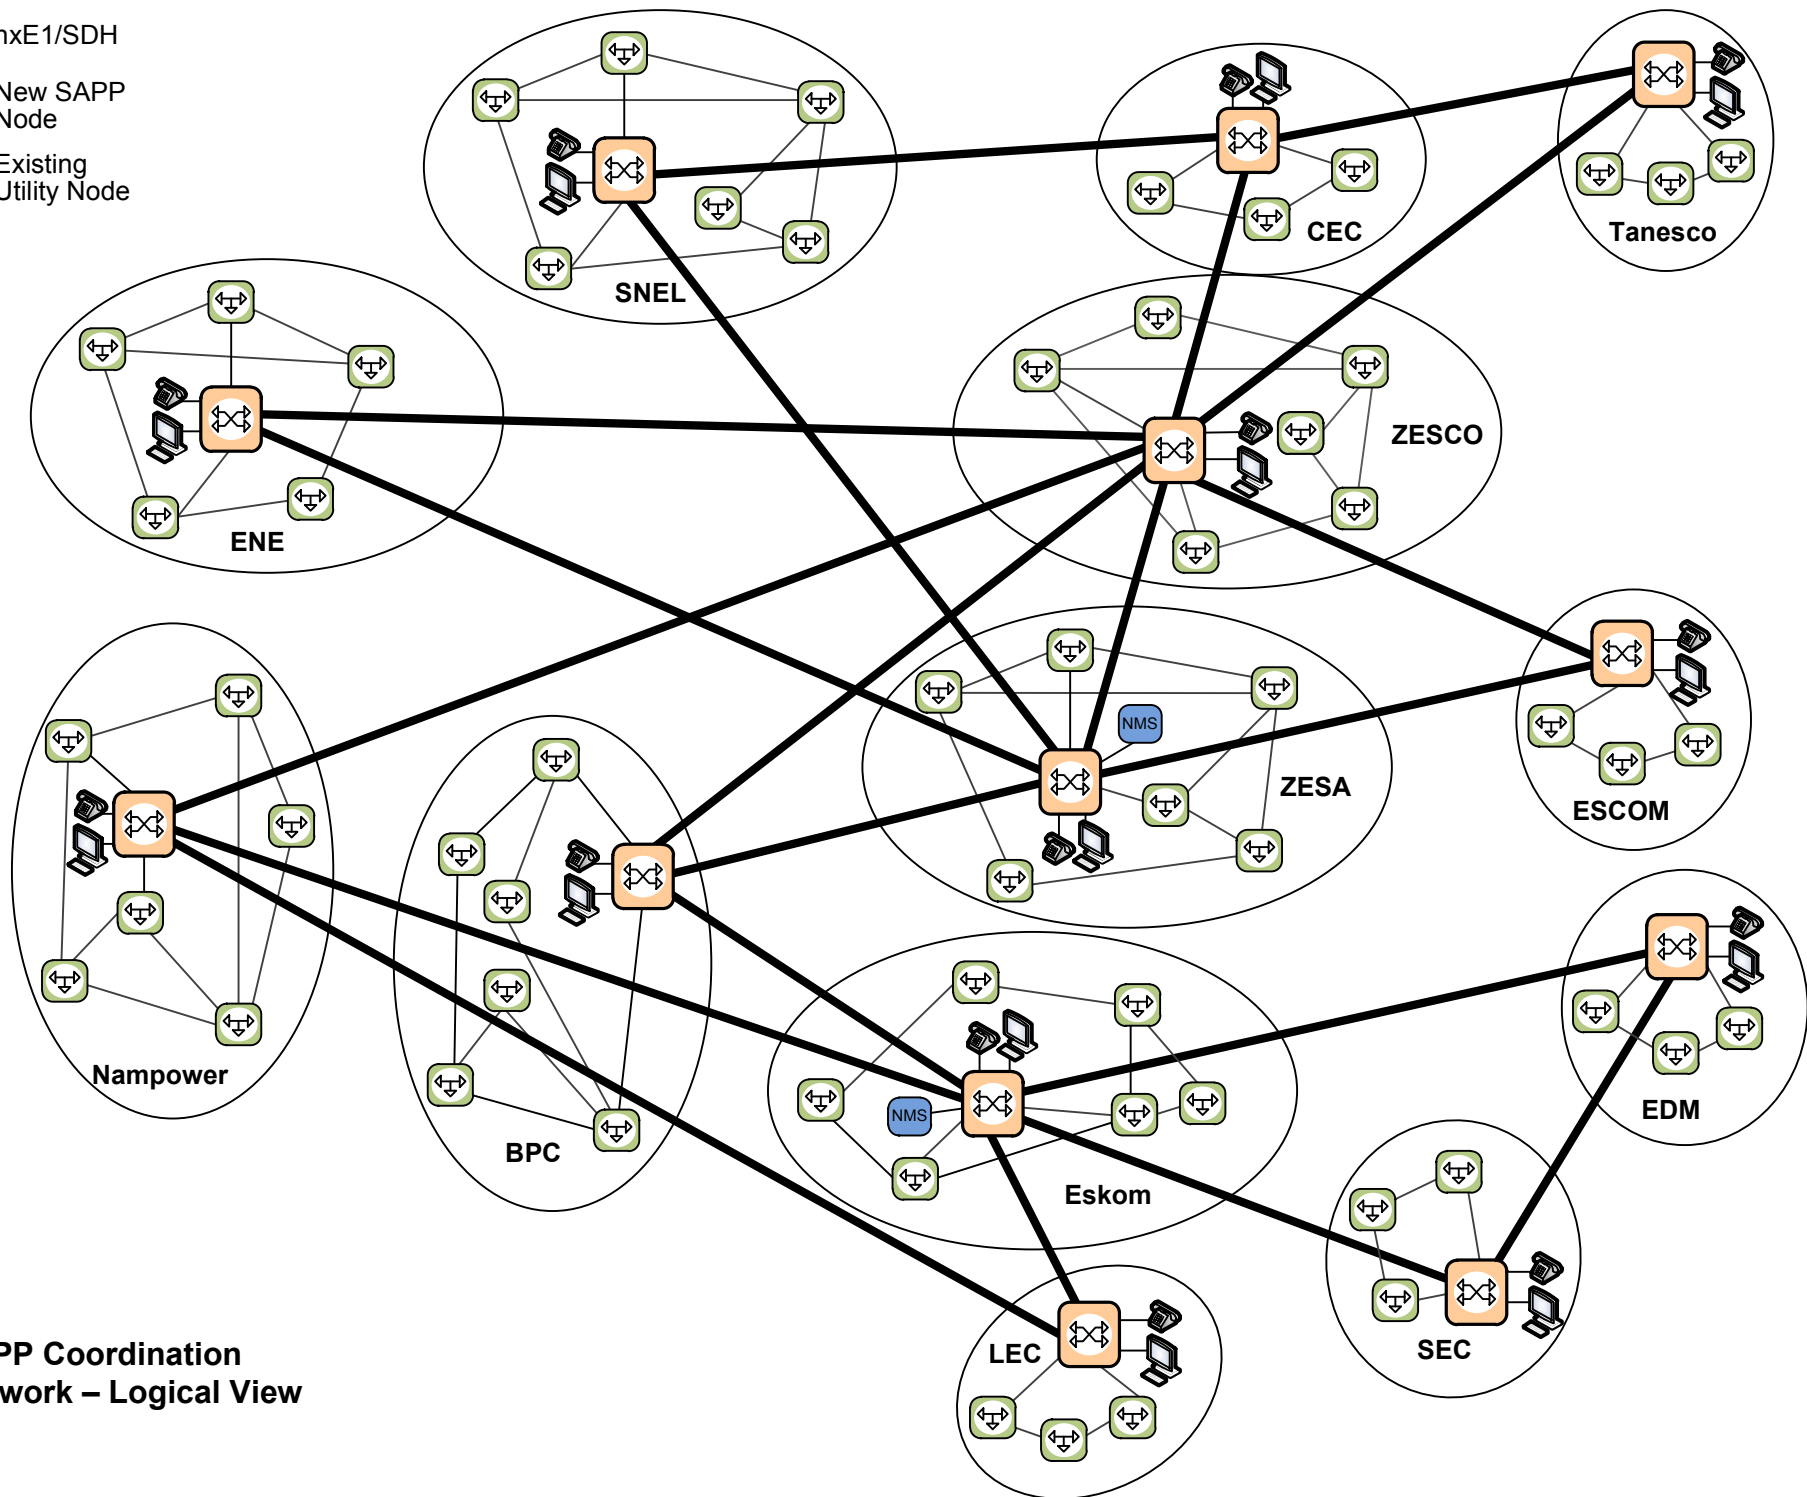 nxE1/SDH
New SAPP
Node
Existing
Utility Node
SNEL
CEC
Tanesco
ENE
ZESCO
NMS
ZESA
ESCOM
Nampower
BPC
NMS
Eskom
EDM
SEC
LEC
PP Coordination
work – Logical View